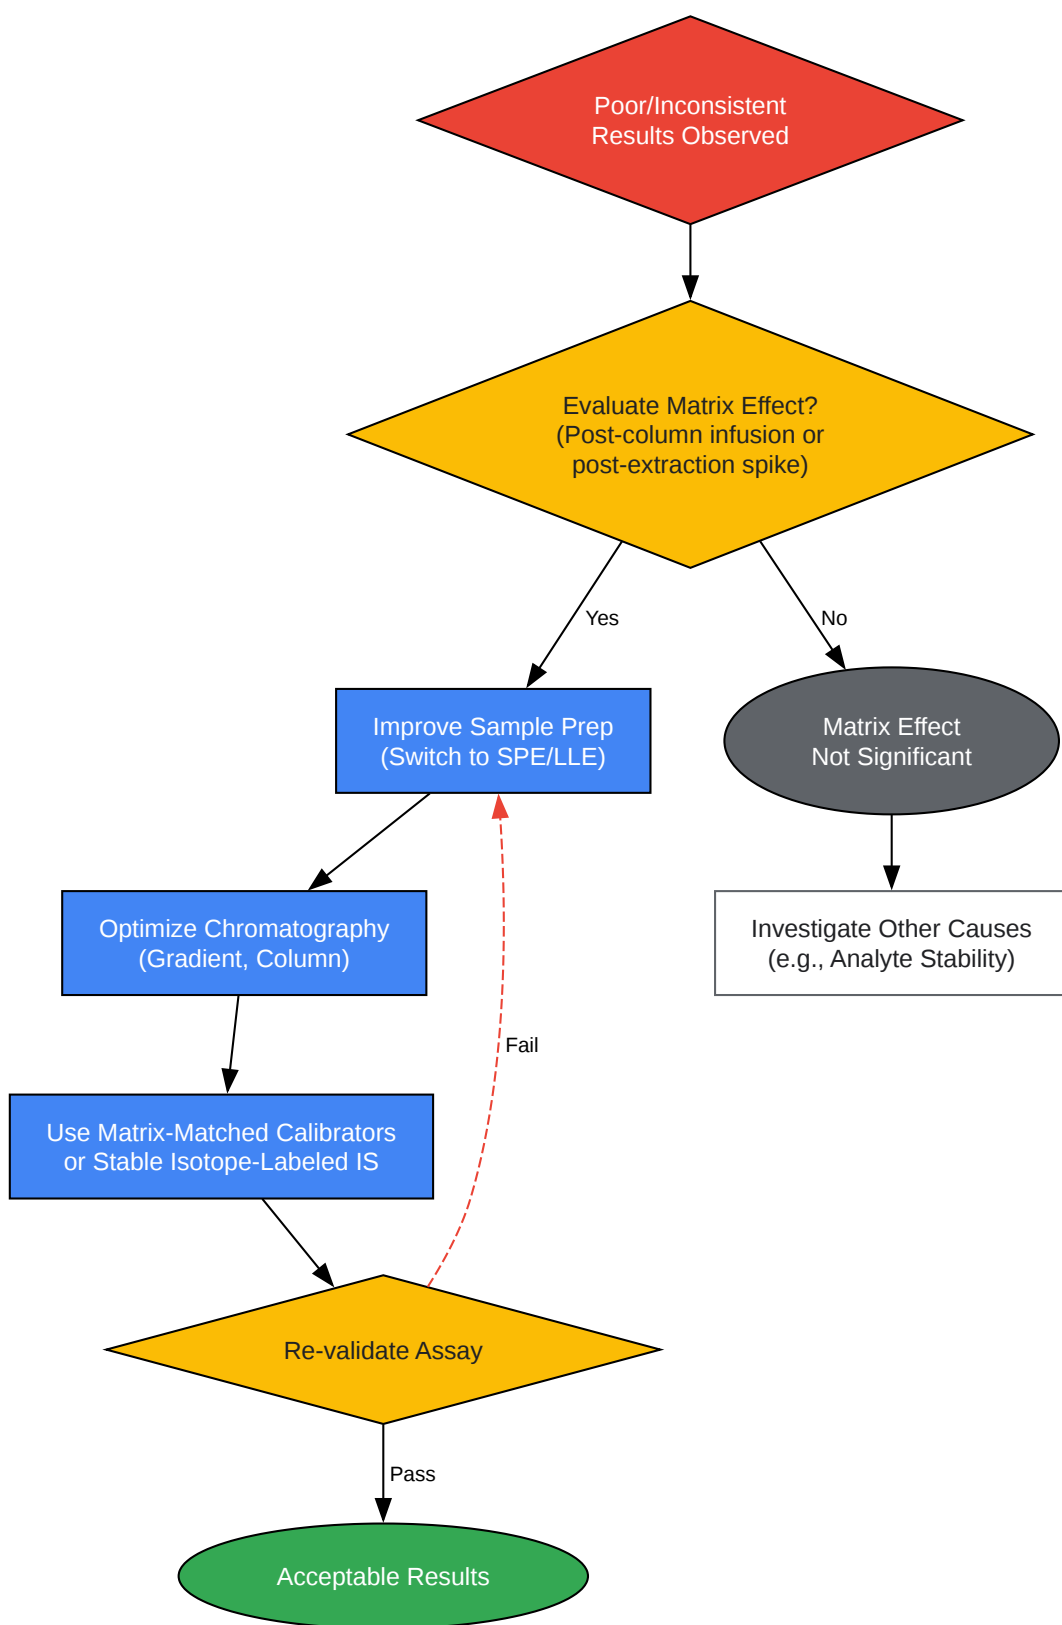 Poor/Inconsistent
Results Observed
Evaluate Matrix Effect?
(Post-column infusion or
post-extraction spike)
Yes
No
Improve Sample Prep
(Switch to SPE/LLE)
Matrix Effect
Not Significant
Optimize Chromatography
(Gradient, Column)
Investigate Other Causes
(e.g., Analyte Stability)
Fail
Use Matrix-Matched Calibrators
or Stable Isotope-Labeled IS
Re-validate Assay
Pass
Acceptable Results